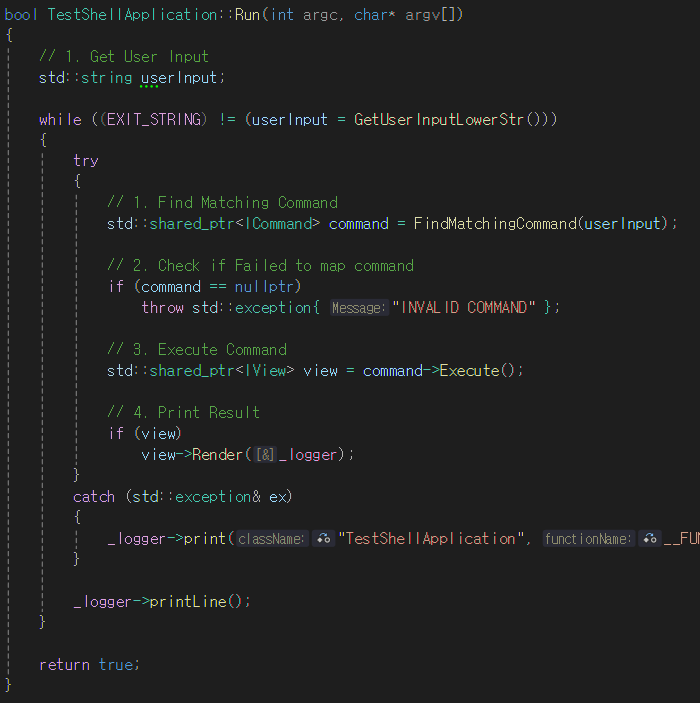 bool TestShellApplication::Run(int argc, char* argv[])
{
// 1. Get User Input
std::string userInput;
while ((EXIT_STRING) != (userInput = GetUserInputLowerStr()))
{
try
{
// 1. Find Matching Command
std::shared_ptr<ICommand> command = FindMatchingCommand(userInput);
// 2. Check if Failed to map command
if (command == nullptr)
throw std::exception{ Message: "INVALID COMMAND" };
// 3. Execute Command
std::shared_ptr<IView> view = command->Execute();
// 4. Print Result
if (view)
view->Render( [&] _logger);
}
catch (std::exception& ex)
{
_logger->print( className: "TestShellApplication", functionName: __FUN
}
_logger->printLine();
}
return true;
}